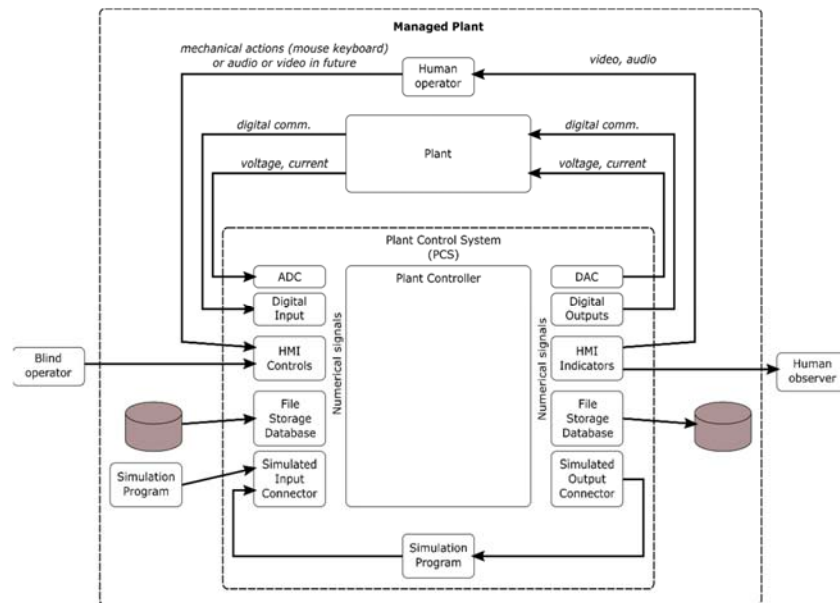 Managed Plant
mechanical actions (mouse keyboard)
or audio or video in future
Human
operator
video, audio
digital comm.
digital comm.
Plant
voltage, current
voltage, current
Plant Control System
(PCS)
ADC
Plant Controller
DAC
Digital
Input
Digital
Outputs
Numerical signals
Numerical signals
Blind
operator
HMI
Controls
HMI
Indicators
Human
observer
File
Storage
Database
File
Storage
Database
Simulation
Program
Simulated
Input
Connector
Simulated
Output
Connector
Simulation
Program